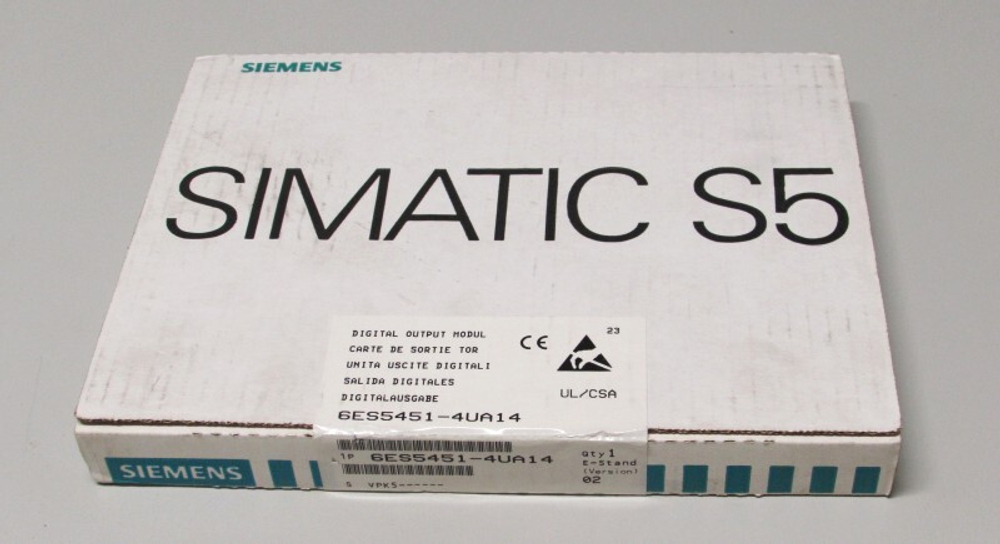 SIEMENS
SIMATIC S5
DIGITAL OUTPUT MODUL
CARTE DE SORTIE TOR
UNITA USCITE DIGITALI
SALIDA DIGITALES
DIGITALAUSGABE
6ES5451-4UA14
CE
23
UL/CSA
SIEMENS
1P 6ES5451-4UA14
S VPK5------
Qty 1
E-Stand
(Version)
02